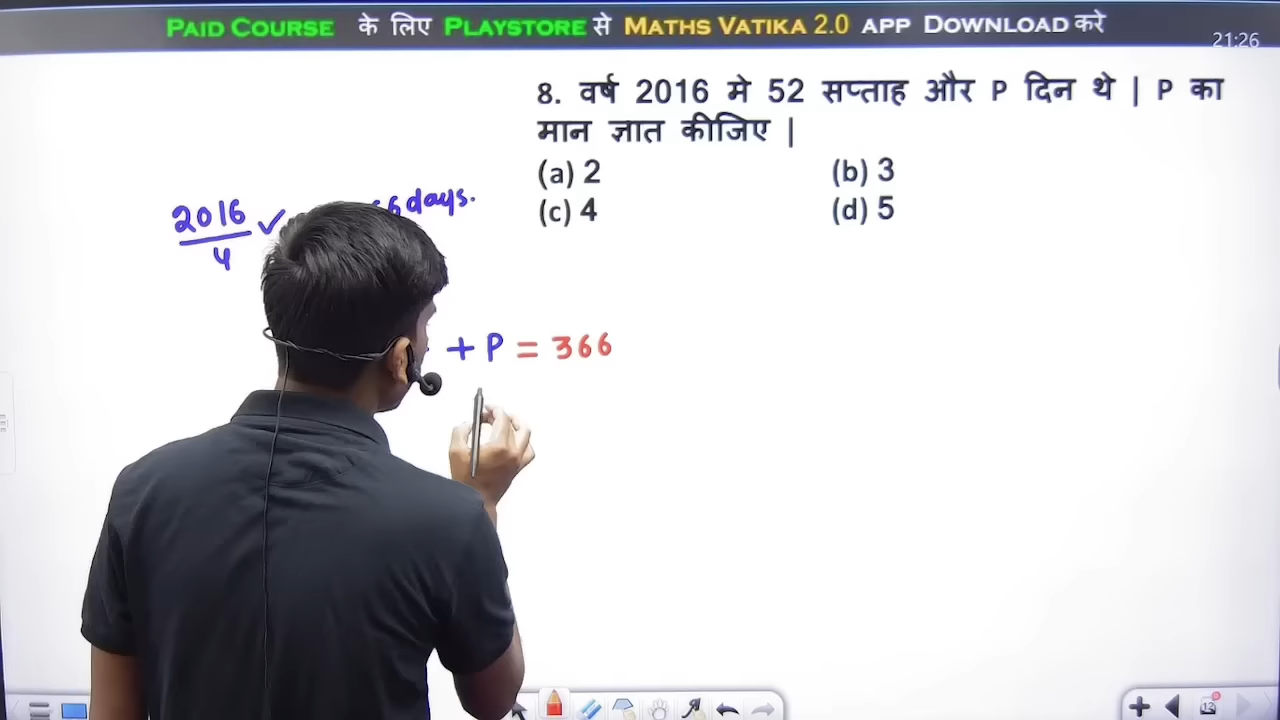 PAID COURSE के लिए PLAYSTORE से MATHS VATIKA 2.0 APP DOWNLOAD करे
21:26
8. वर्ष 2016 मे 52 सप्ताह और P दिन थे | P का
मान ज्ञात कीजिए |
(a) 2 (b) 3
(c) 4 (d) 5
2016 days.
4
+ P = 366